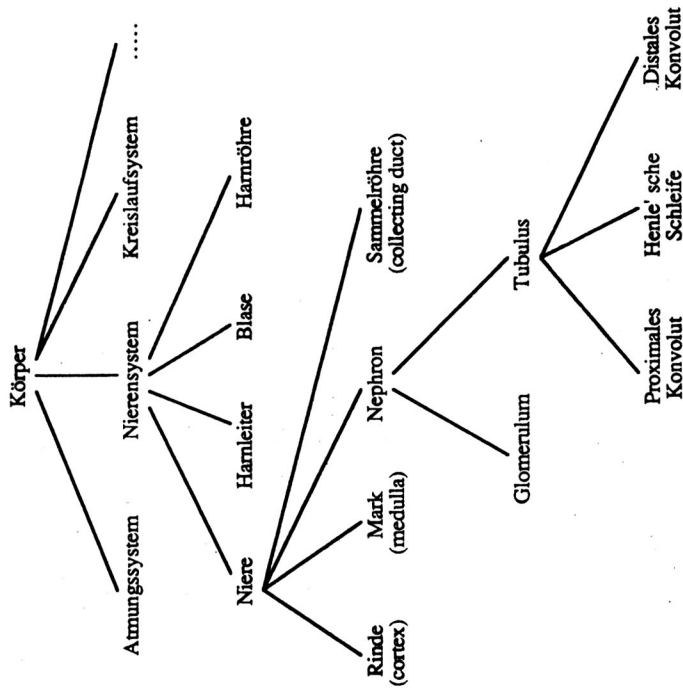 Körper
Atmungssystem
Nierensystem
Kreislaufsystem
.....
Niere
Harnleiter
Blase
Harnröhre
Rinde
(cortex)
Mark
(medulla)
Nephron
Sammelröhre
(collecting duct)
Glomerulum
Tubulus
Proximales
Konvolut
Henle' sche
Schleife
Distales
Konvolut